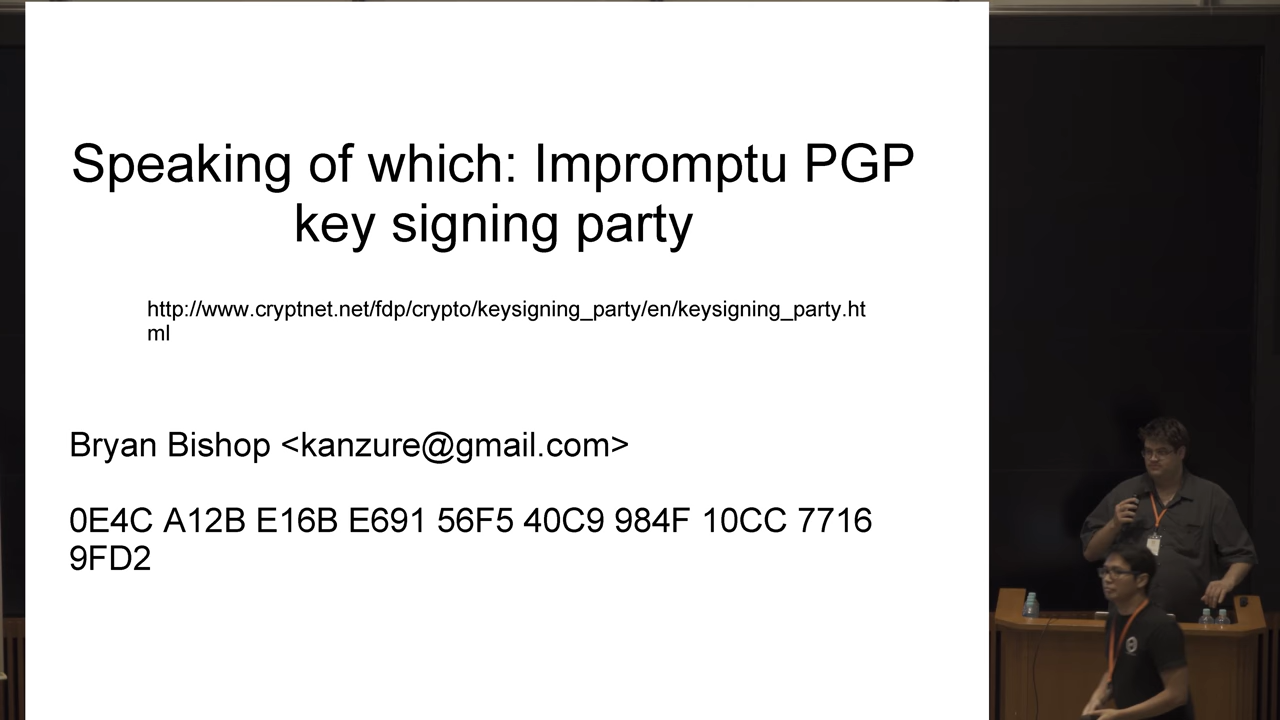 Speaking of which: Impromptu PGP
key signing party
http://www.cryptnet.net/fdp/crypto/keysigning_party/en/keysigning_party.ht
ml
Bryan Bishop <kanzure@gmail.com>
0E4C A12B E16B E691 56F5 40C9 984F 10CC 7716
9FD2